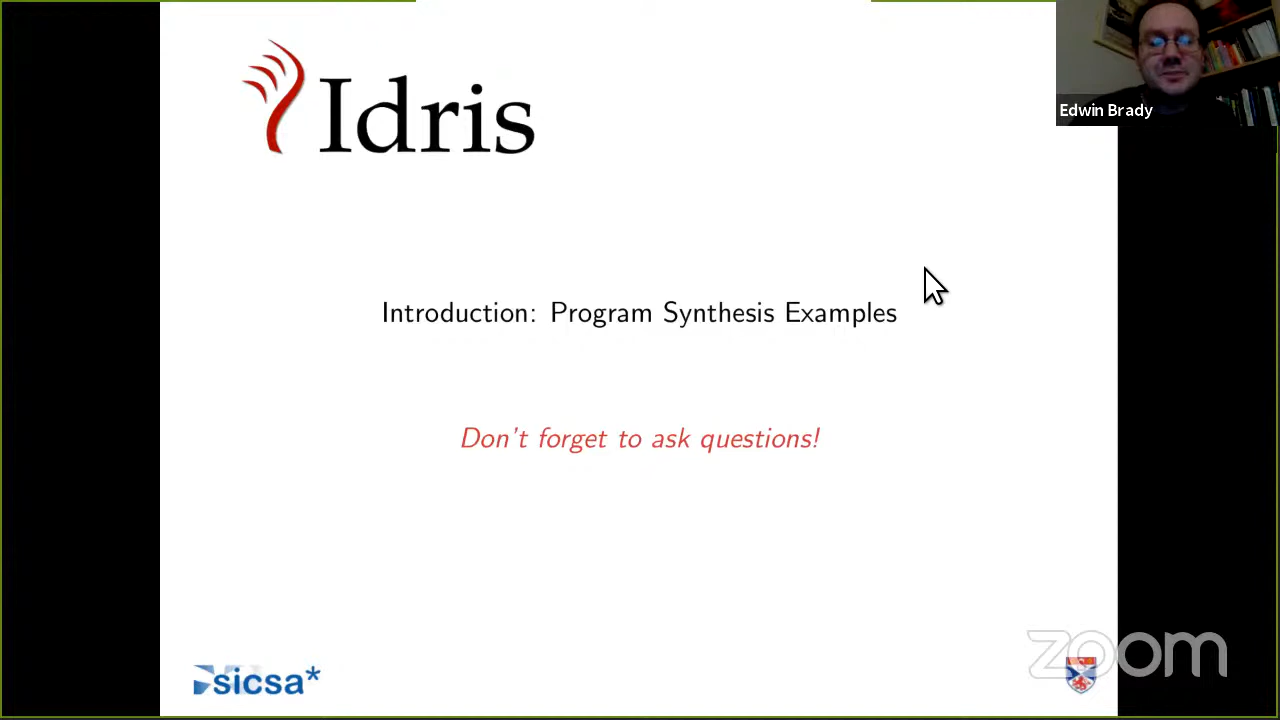 Idris
Edwin Brady
Introduction: Program Synthesis Examples
Don't forget to ask questions!
sicsa*
zoom